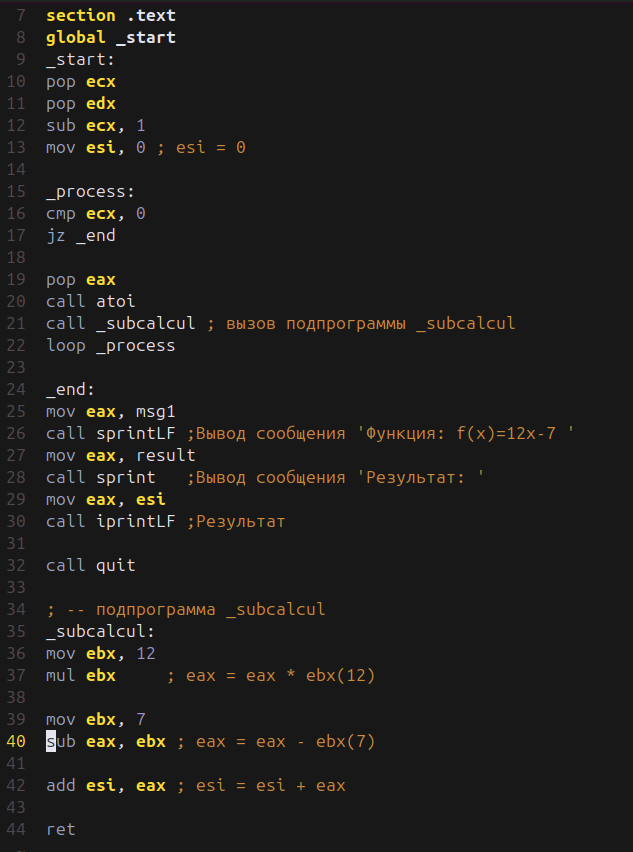 7 section .text
8 global _start
9 _start:
10 pop ecx
11 pop edx
12 sub ecx, 1
13 mov esi, 0 ; esi = 0
14
15 _process:
16 cmp ecx, 0
17 jz _end
18
19 pop eax
20 call atoi
21 call _subcalcul ; вызов подпрограммы _subcalcul
22 loop _process
23
24 _end:
25 mov eax, msg1
26 call sprintLF ;Вывод сообщения 'Функция: f(x)=12x-7 '
27 mov eax, result
28 call sprint   ;Вывод сообщения 'Результат: '
29 mov eax, esi
30 call iprintLF ;Результат
31
32 call quit
33
34 ; -- подпрограмма _subcalcul
35 _subcalcul:
36 mov ebx, 12
37 mul ebx     ; eax = eax * ebx(12)
38
39 mov ebx, 7
40 sub eax, ebx ; eax = eax - ebx(7)
41
42 add esi, eax ; esi = esi + eax
43
44 ret